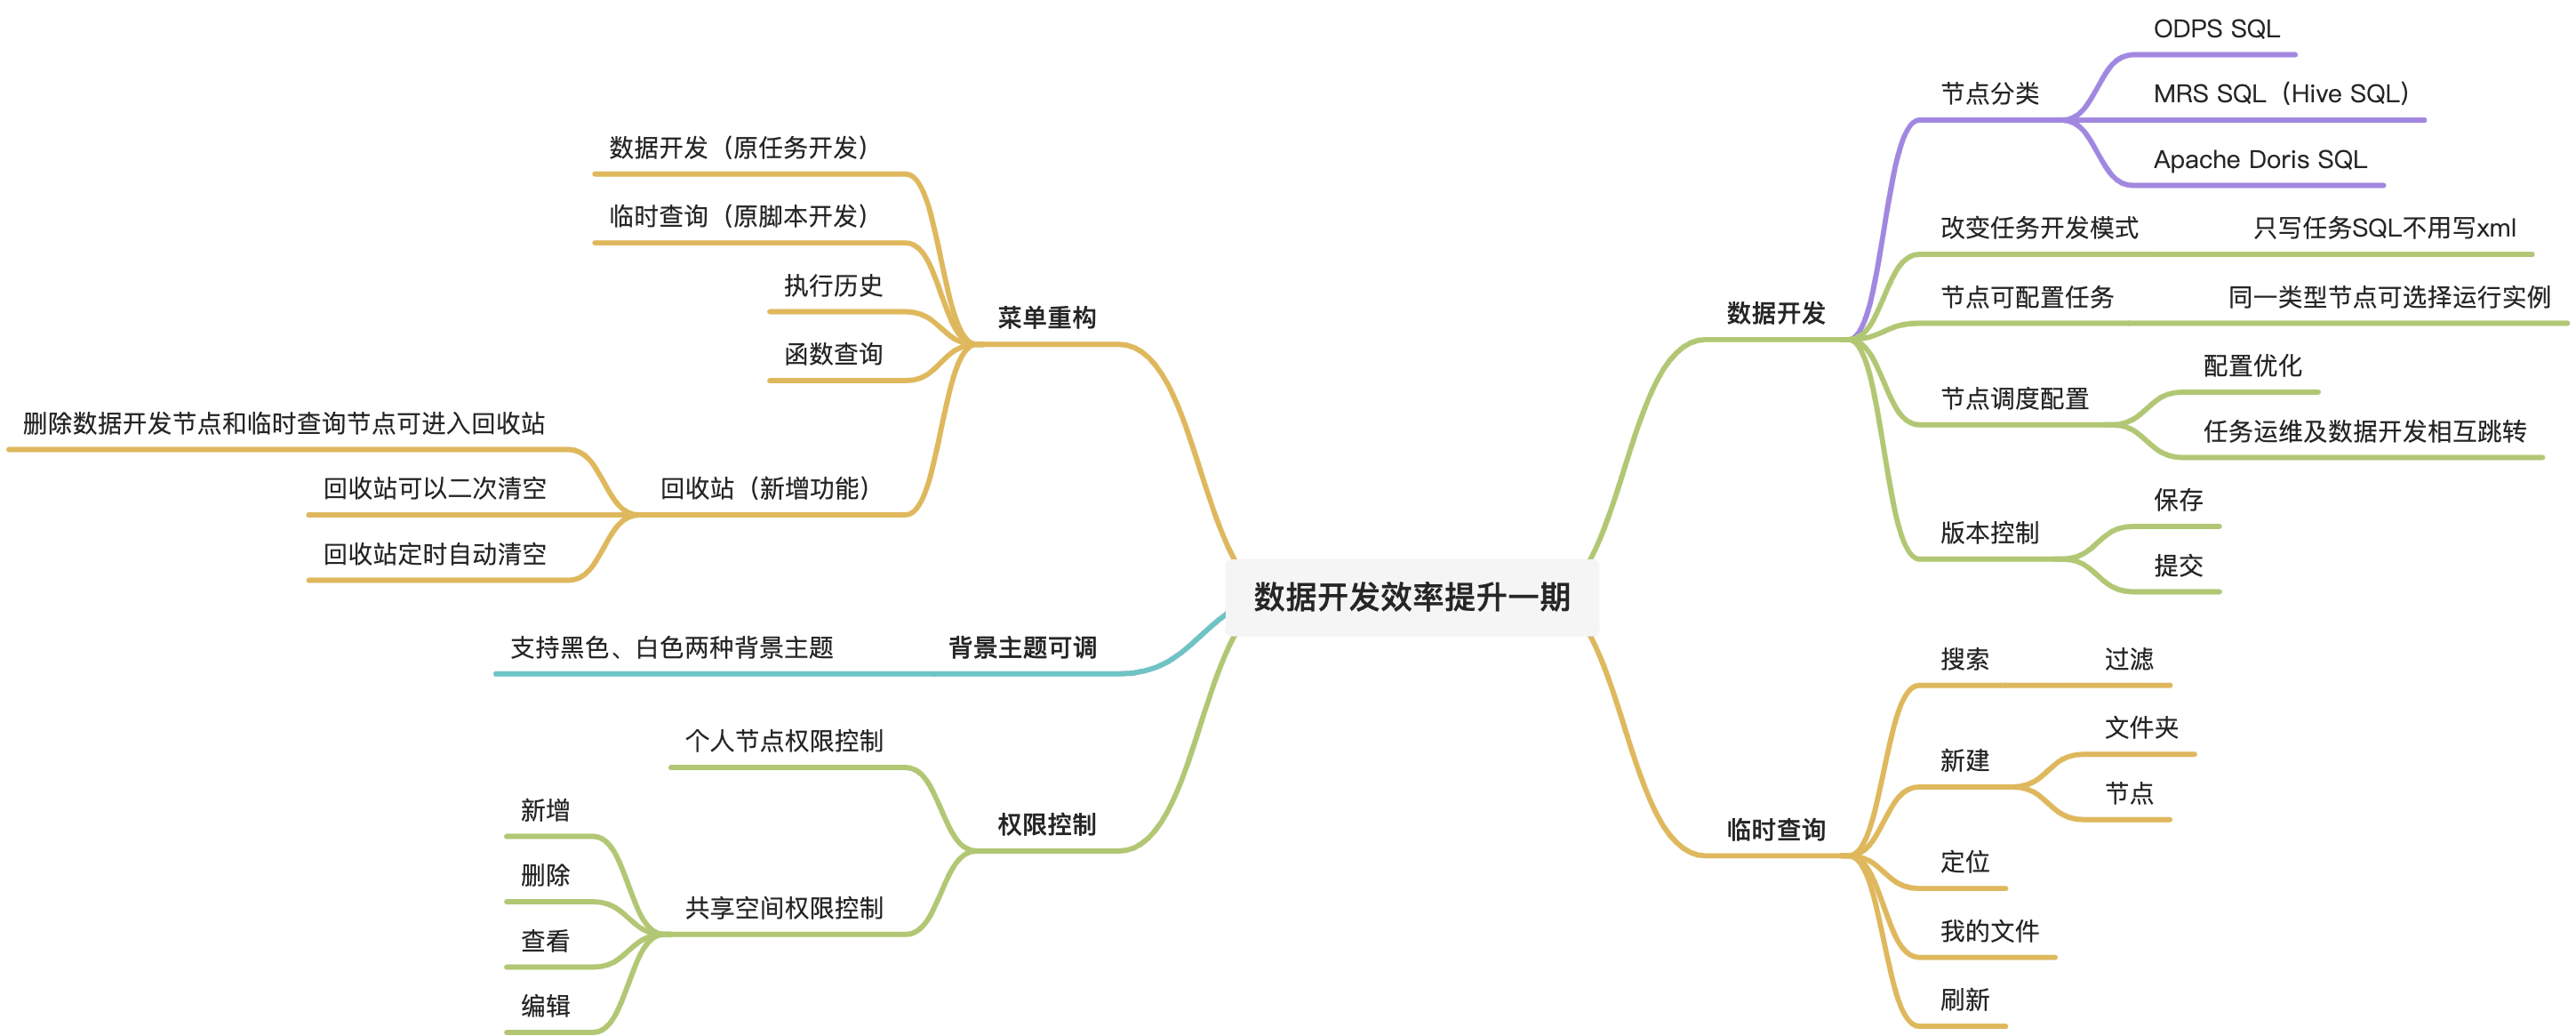 数据开发效率提升一期
数据开发
节点分类
ODPS SQL
MRS SQL（Hive SQL）
Apache Doris SQL
改变任务开发模式
只写任务SQL不用写xml
节点可配置任务
同一类型节点可选择运行实例
节点调度配置
配置优化
任务运维及数据开发相互跳转
版本控制
保存
提交
临时查询
搜索
过滤
新建
文件夹
节点
定位
我的文件
刷新
菜单重构
数据开发（原任务开发）
临时查询（原脚本开发）
执行历史
函数查询
回收站（新增功能）
删除数据开发节点和临时查询节点可进入回收站
回收站可以二次清空
回收站定时自动清空
背景主题可调
支持黑色、白色两种背景主题
权限控制
个人节点权限控制
共享空间权限控制
新增
删除
查看
编辑